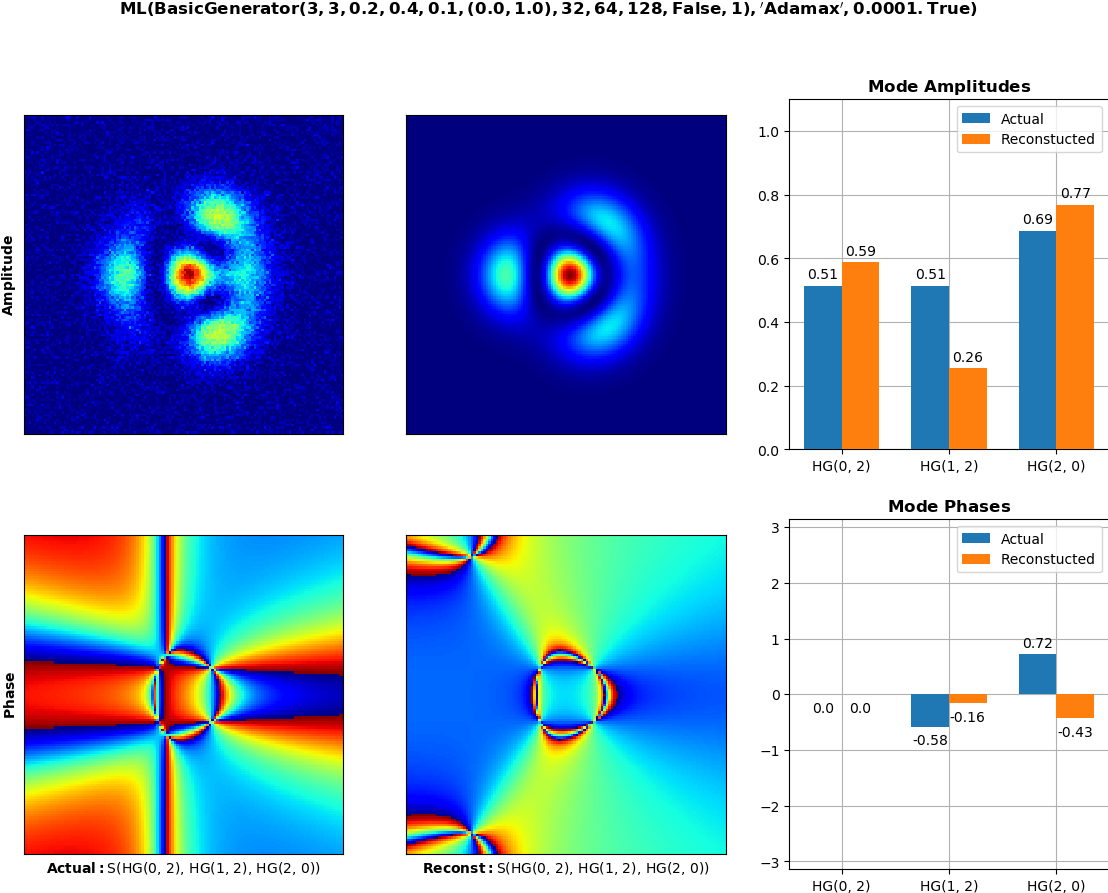 ML(BasicGenerator(3, 3, 0.2, 0.4, 0.1, (0.0, 1.0), 32, 64, 128, False, 1), 'Adamax', 0.0001. True)
Amplitude
Mode Amplitudes
Actual
Reconstucted
1.0
0.8
0.6
0.4
0.2
0.0
0.51
0.59
0.51
0.26
0.69
0.77
HG(0, 2)
HG(1, 2)
HG(2, 0)
Phase
Actual: S(HG(0, 2), HG(1, 2), HG(2, 0))
Reconst: S(HG(0, 2), HG(1, 2), HG(2, 0))
Mode Phases
Actual
Reconstucted
3
2
1
0
−1
−2
−3
0.0
0.0
-0.58
-0.16
0.72
-0.43
HG(0, 2)
HG(1, 2)
HG(2, 0)